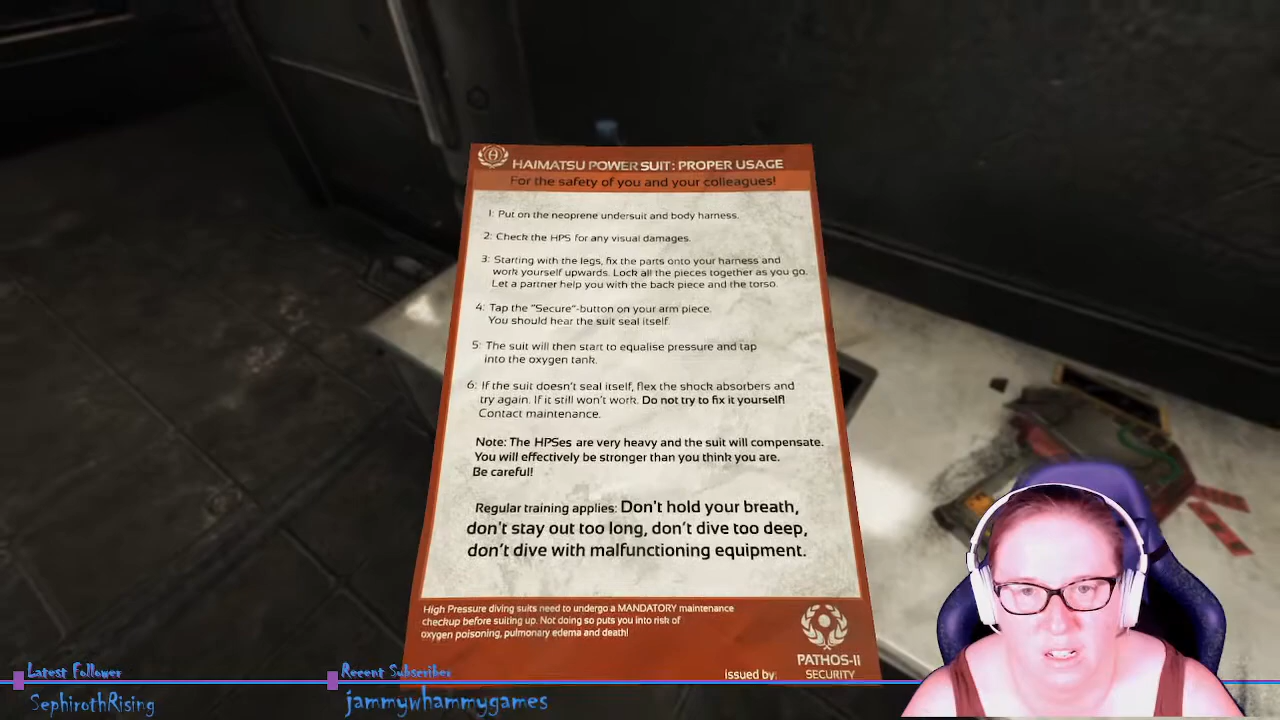 HAIMATSU POWER SUIT: PROPER USAGE
For the safety of you and your colleagues!
1: Put on the neoprene undersuit and body harness.
2: Check the HPS for any visual damages.
3: Starting with the legs, fix the parts onto your harness and
work yourself upwards. Lock all the pieces together as you go.
Let a partner help you with the back piece and the torso.
4: Tap the "Secure"-button on your arm piece.
You should hear the suit seal itself.
5: The suit will then start to equalise pressure and tap
into the oxygen tank.
6: If the suit doesn't seal itself, flex the shock absorbers and
try again. If it still won't work. Do not try to fix it yourself!
Contact maintenance.
Note: The HPSes are very heavy and the suit will compensate.
You will effectively be stronger than you think you are.
Be careful!
Regular training applies: Don't hold your breath,
don't stay out too long, don't dive too deep,
don't dive with malfunctioning equipment.
High Pressure diving suits need to undergo a MANDATORY maintenance
checkup before suiting up. Not doing so puts you into risk of
oxygen poisoning, pulmonary edema and death!
PATHOS-II
issued by: SECURITY
Latest Follower
SephirothRising
Recent Subscriber
jammywhammygames